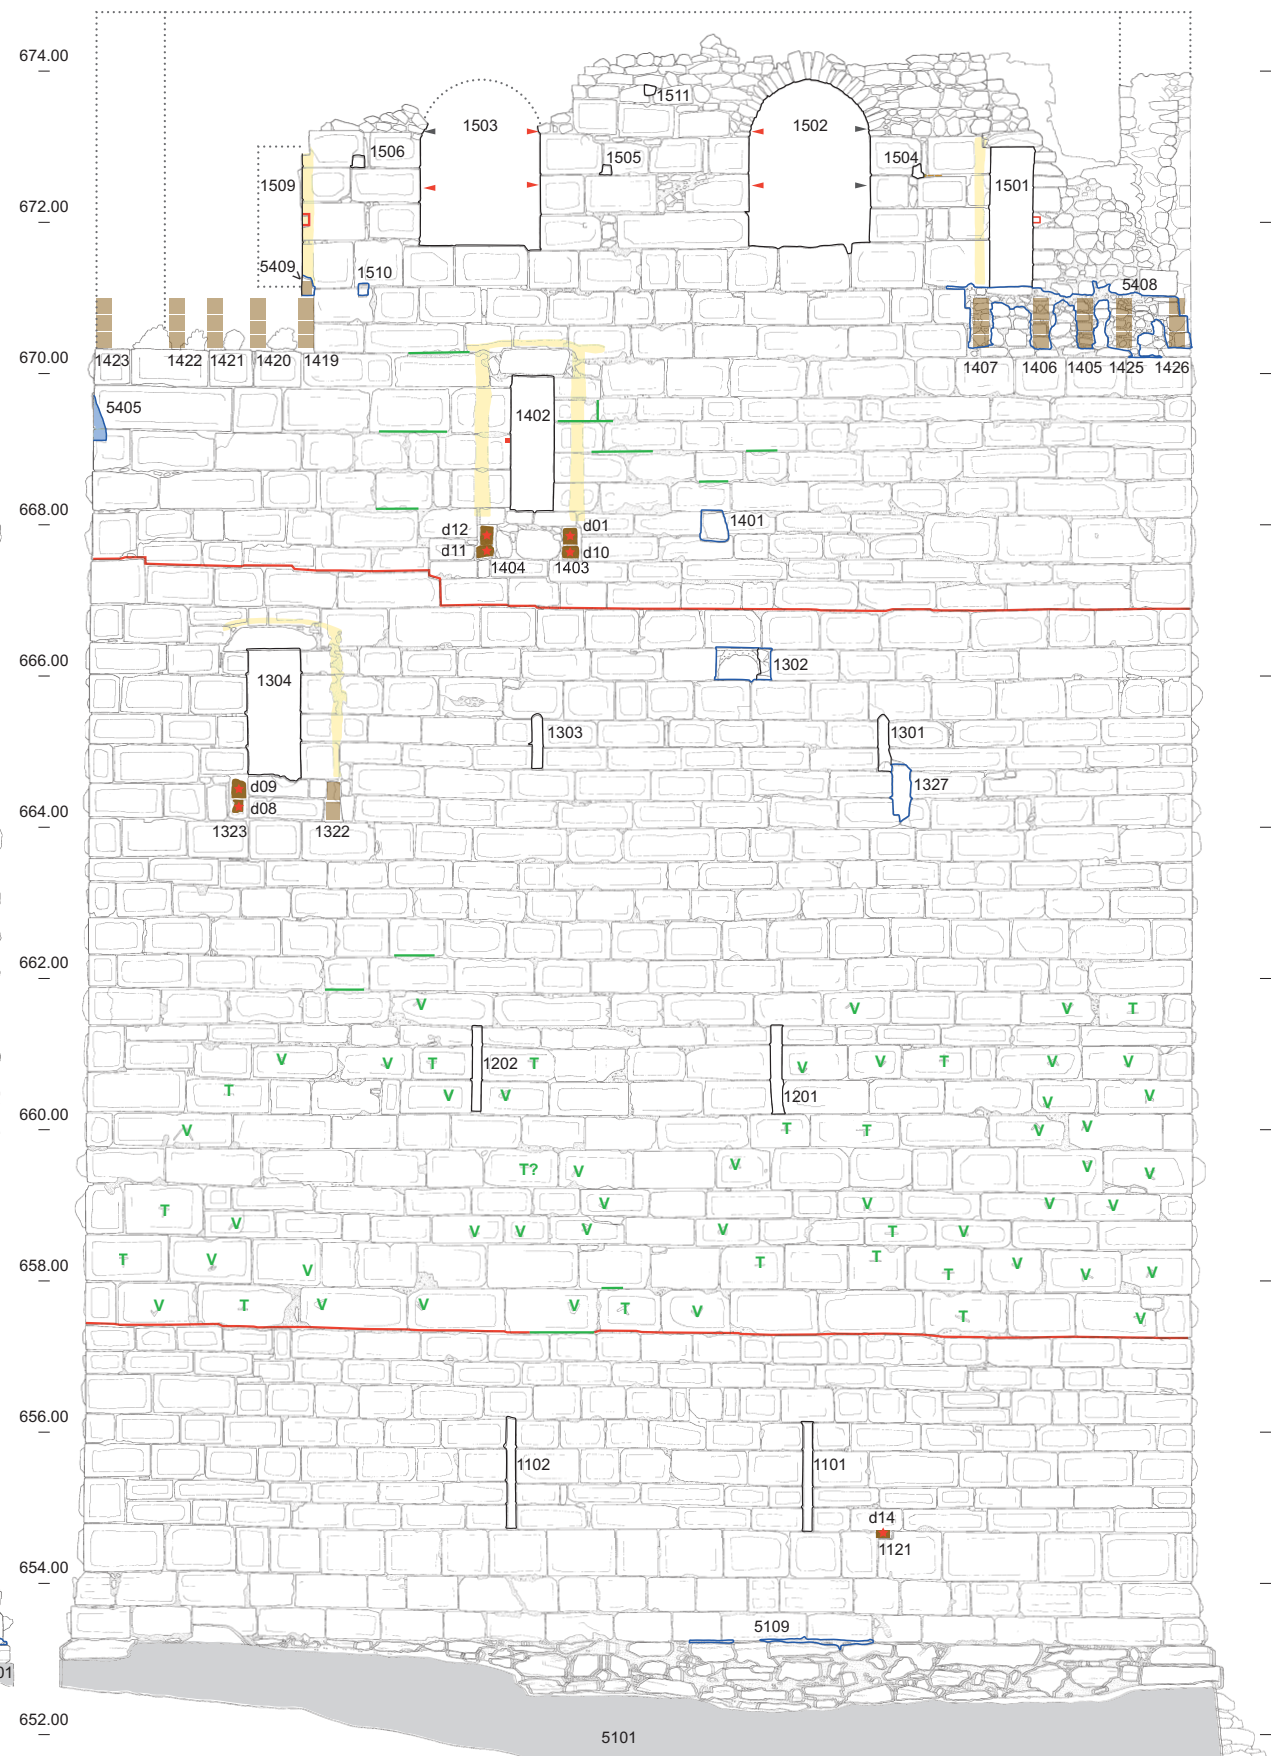 674.00
1511
1503
1502
1506
1505
1504
1509
1501
672.00
5409
1510
5408
670.00
1423
1422
1421
1420
1419
1407
1406
1405
1425
1426
5405
1402
668.00
d12
d01
1401
d11
d10
1404
1403
666.00
1304
1302
1303
1301
d09
1327
d08
664.00
1323
1322
662.00
V
V
V
T
V
V
T
1202
T
V
V
T
V
V
T
V
V
1201
V
V
660.00
V
T
T
V
V
T?
V
V
V
V
T
V
V
V
V
V
V
V
V
V
T
V
658.00
T
V
V
T
T
T
V
V
V
V
T
V
V
V
T
V
T
V
656.00
1102
1101
d14
1121
654.00
5109
01
652.00
5101